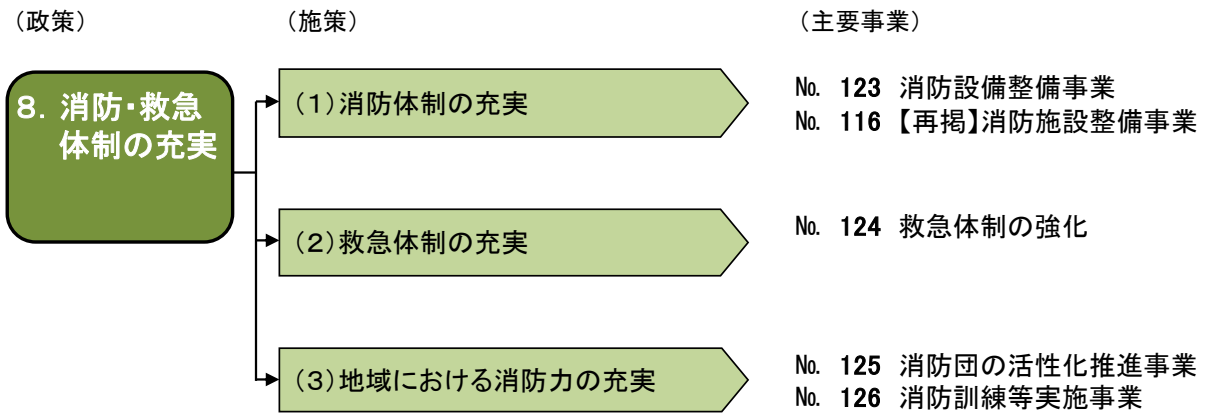 （政策）
（施策）
（主要事業）
8．消防・救急
体制の充実
（1）消防体制の充実
№ 123 消防設備整備事業
№ 116 【再掲】消防施設整備事業
（2）救急体制の充実
№ 124 救急体制の強化
（3）地域における消防力の充実
№ 125 消防団の活性化推進事業
№ 126 消防訓練等実施事業